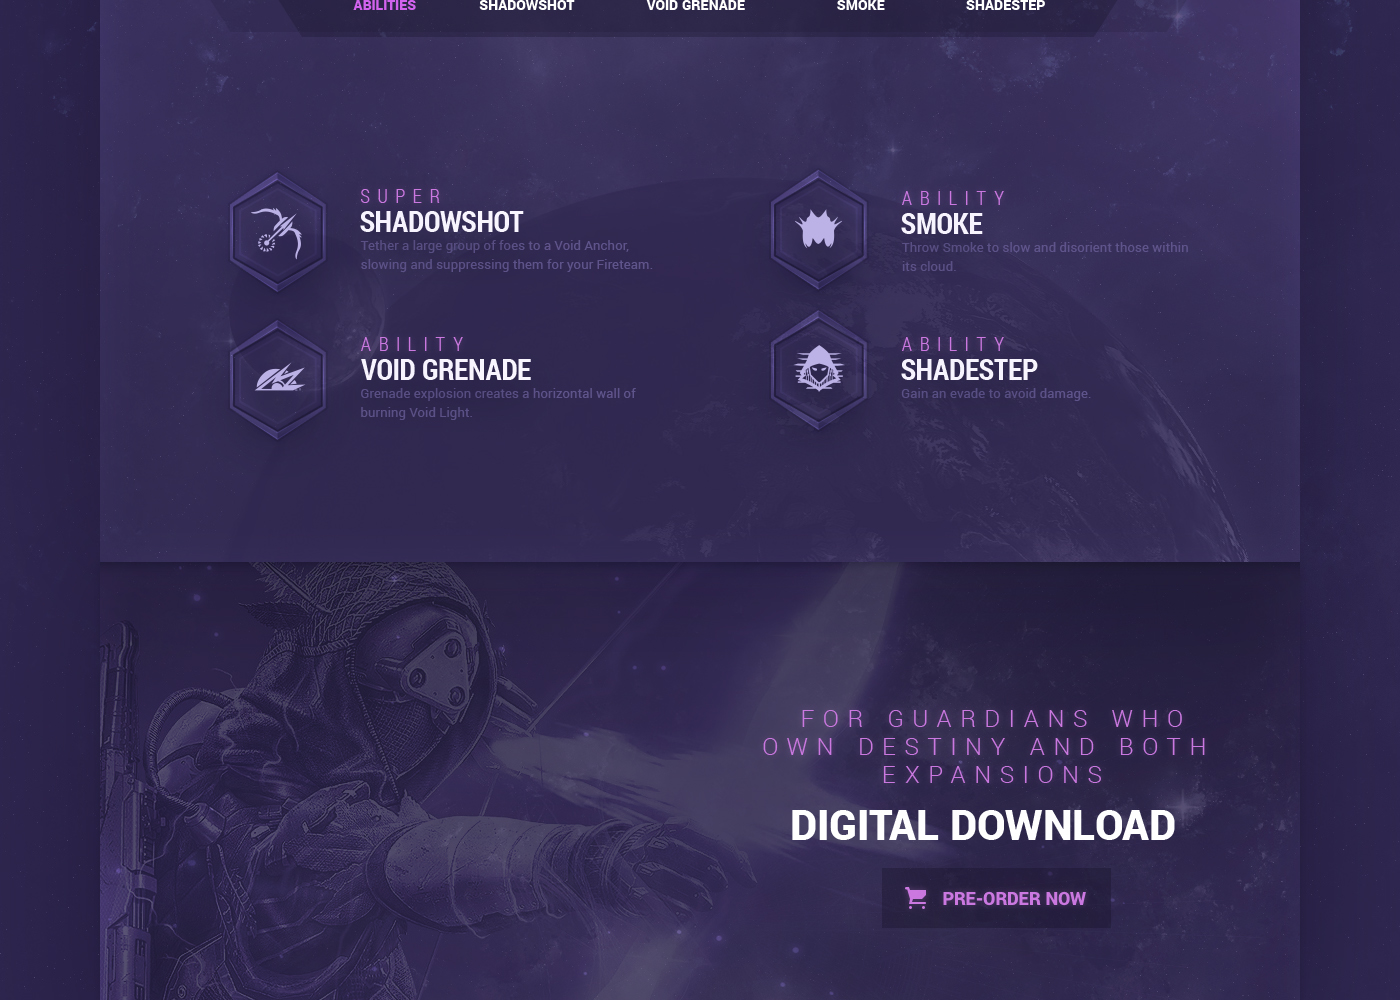 ABILITIES SHADOWSHOT VOID GRENADE SMOKE SHADESTEP
SUPER
SHADOWSHOT
Tether a large group of foes to a Void Anchor,
slowing and suppressing them for your Fireteam.
ABILITY
SMOKE
Throw Smoke to slow and disorient those within
its cloud.
ABILITY
VOID GRENADE
Grenade explosion creates a horizontal wall of
burning Void Light.
ABILITY
SHADESTEP
Gain an evade to avoid damage.
FOR GUARDIANS WHO
OWN DESTINY AND BOTH
EXPANSIONS
DIGITAL DOWNLOAD
PRE-ORDER NOW